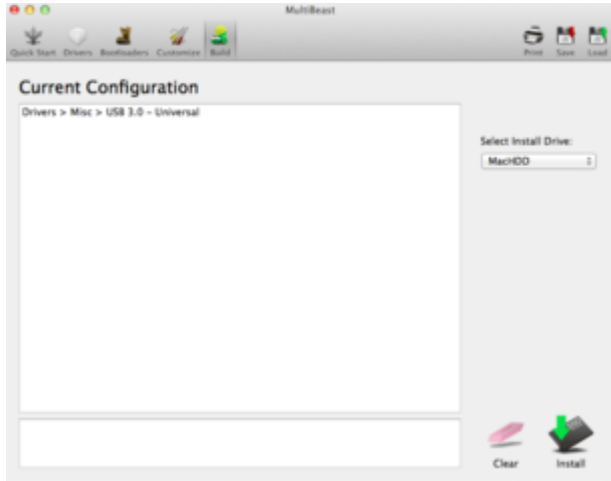 MultiBeast
Quick Start Drivers Bootloaders Customize Build
Print Save Load
Current Configuration
Drivers > Misc > USB 3.0 - Universal
Select Install Drive:
MacHDD
Clear Install